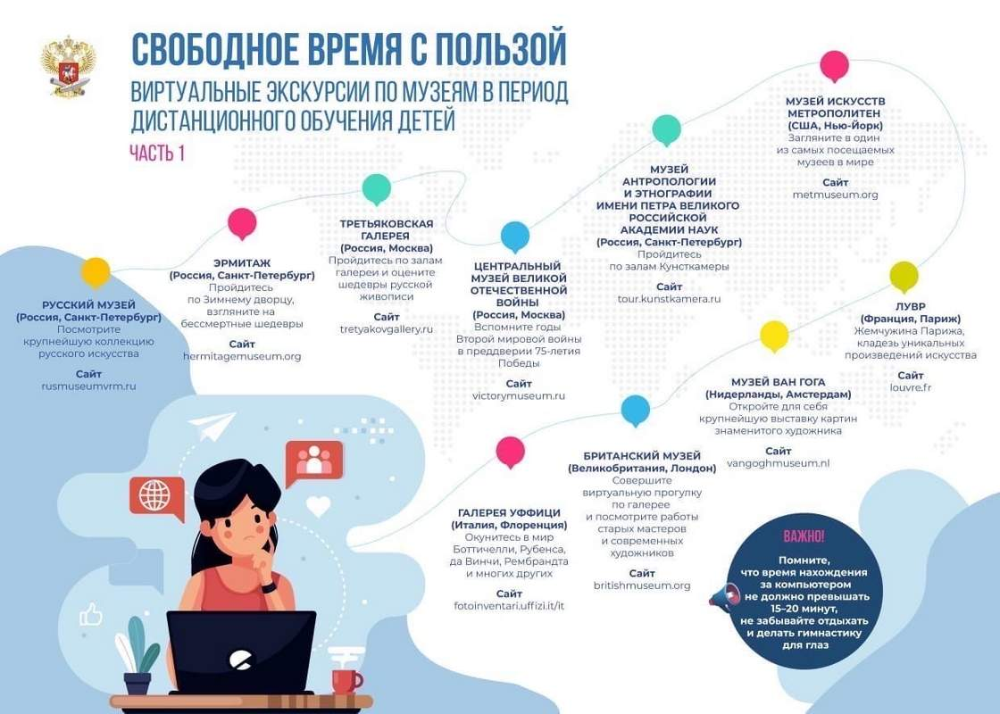 СВОБОДНОЕ ВРЕМЯ С ПОЛЬЗОЙ
ВИРТУАЛЬНЫЕ ЭКСКУРСИИ ПО МУЗЕЯМ В ПЕРИОД
ДИСТАНЦИОННОГО ОБУЧЕНИЯ ДЕТЕЙ
ЧАСТЬ 1
РУССКИЙ МУЗЕЙ
(Россия, Санкт-Петербург)
Посмотрите
крупнейшую коллекцию
русского искусства
Сайт
rusmuseumvrm.ru
ЭРМИТАЖ
(Россия, Санкт-Петербург)
Пройдитесь
по Зимнему дворцу,
взгляните на
бессмертные шедевры
Сайт
hermitagemuseum.org
ТРЕТЬЯКОВСКАЯ
ГАЛЕРЕЯ
(Россия, Москва)
Пройдитесь по залам
галереи и оцените
шедевры русской
живописи
Сайт
tretyakovgallery.ru
ЦЕНТРАЛЬНЫЙ
МУЗЕЙ ВЕЛИКОЙ
ОТЕЧЕСТВЕННОЙ
ВОЙНЫ
(Россия, Москва)
Вспомните годы
Второй мировой войны
в преддверии 75-летия
Победы
Сайт
victorymuseum.ru
МУЗЕЙ
АНТРОПОЛОГИИ
И ЭТНОГРАФИИ
ИМЕНИ ПЕТРА ВЕЛИКОГО
РОССИЙСКОЙ
АКАДЕМИИ НАУК
(Россия, Санкт-Петербург)
Пройдитесь
по залам Кунсткамеры
Сайт
tour.kunstkamera.ru
МУЗЕЙ ИСКУССТВ
МЕТРОПОЛИТЕН
(США, Нью-Йорк)
Загляните в один
из самых посещаемых
музеев в мире
Сайт
metmuseum.org
ЛУВР
(Франция, Париж)
Жемчужина Парижа,
кладезь уникальных
произведений искусства
Сайт
louvre.fr
МУЗЕЙ ВАН ГОГА
(Нидерланды, Амстердам)
Откройте для себя
крупнейшую выставку картин
знаменитого художника
Сайт
vangoghmuseum.nl
БРИТАНСКИЙ МУЗЕЙ
(Великобритания, Лондон)
Совершите
виртуальную прогулку
по галерее
и посмотрите работы
старых мастеров
и современных
художников
Сайт
britishmuseum.org
ГАЛЕРЕЯ УФФИЦИ
(Италия, Флоренция)
Окунитесь в мир
Боттичелли, Рубенса,
да Винчи, Рембрандта
и многих других
Сайт
fotoinventari.uffizi.it/it
ВАЖНО!
Помните,
что время нахождения
за компьютером
не должно превышать
15–20 минут,
не забывайте отдыхать
и делать гимнастику
для глаз